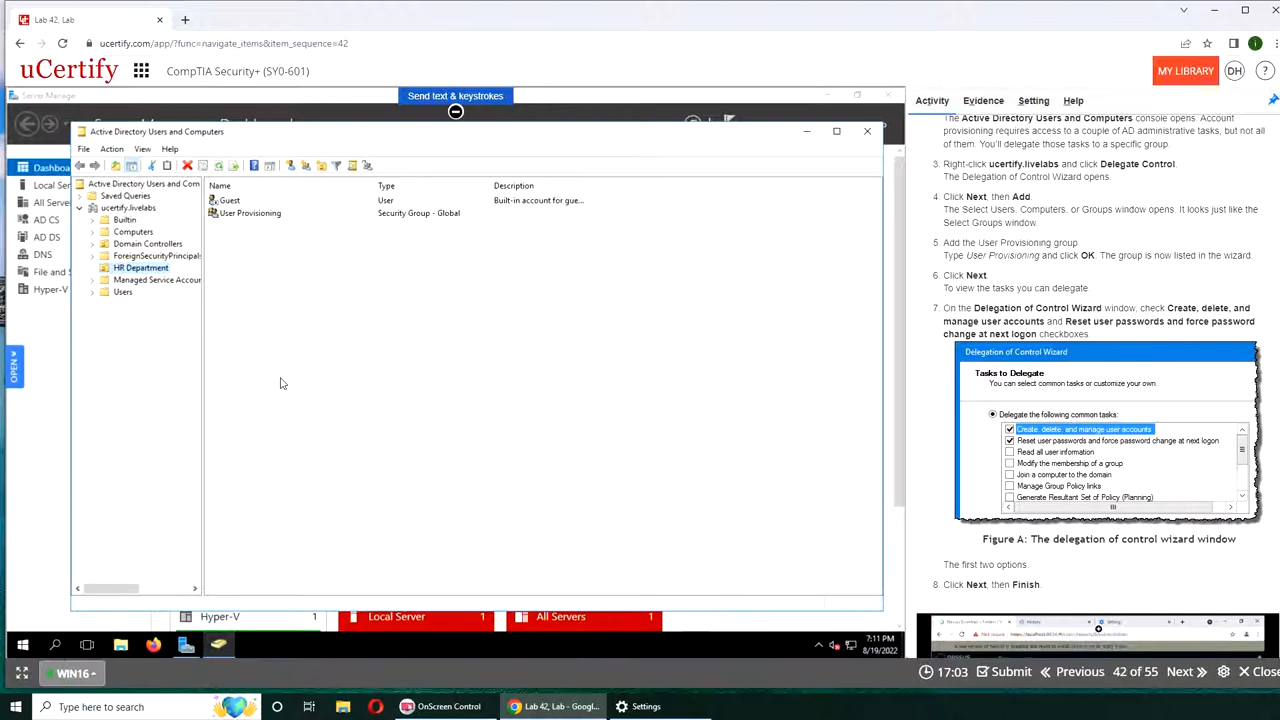 Lab 42, Lab
ucertify.com/app/?func=navigate_items&item_sequence=42
uCertify
CompTIA Security+ (SY0-601)
MY LIBRARY
DH
?
Server Manager
Send text & keystrokes
Active Directory Users and Computers
File Action View Help
Active Directory Users and Com
Saved Queries
ucertify.livelabs
Builtin
Computers
Domain Controllers
ForeignSecurityPrincipals
HR Department
Managed Service Accou
Users
Name Type Description
Guest User Built-in account for gue...
User Provisioning Security Group - Global
Dashboa
Local Ser
All Server
AD CS
AD DS
DNS
File and S
Hyper-V
OPEN
Hyper-V 1
Local Server 1
All Servers 1
7:11 PM
8/19/2022
WIN16
Activity Evidence Setting Help
The Active Directory Users and Computers console opens. Account
provisioning requires access to a couple of AD administrative tasks, but not all
of them. You'll delegate those tasks to a specific group.
3. Right-click ucertify.livelabs and click Delegate Control.
The Delegation of Control Wizard opens.
4. Click Next, then Add.
The Select Users, Computers, or Groups window opens. It looks just like the
Select Groups window.
5. Add the User Provisioning group.
Type User Provisioning and click OK. The group is now listed in the wizard.
6. Click Next.
To view the tasks you can delegate.
7. On the Delegation of Control Wizard window, check Create, delete, and
manage user accounts and Reset user passwords and force password
change at next logon checkboxes
Delegation of Control Wizard
Tasks to Delegate
You can select common tasks or customize your own.
Delegate the following common tasks:
Create, delete, and manage user accounts
Reset user passwords and force password change at next logon
Read all user information
Modify the membership of a group
Join a computer to the domain
Manage Group Policy links
Generate Resultant Set of Policy (Planning)
Figure A: The delegation of control wizard window
The first two options.
8. Click Next, then Finish.
17:03 Submit Previous 42 of 55 Next Close
Type here to search
OnScreen Control
Lab 42, Lab - Googl...
Settings